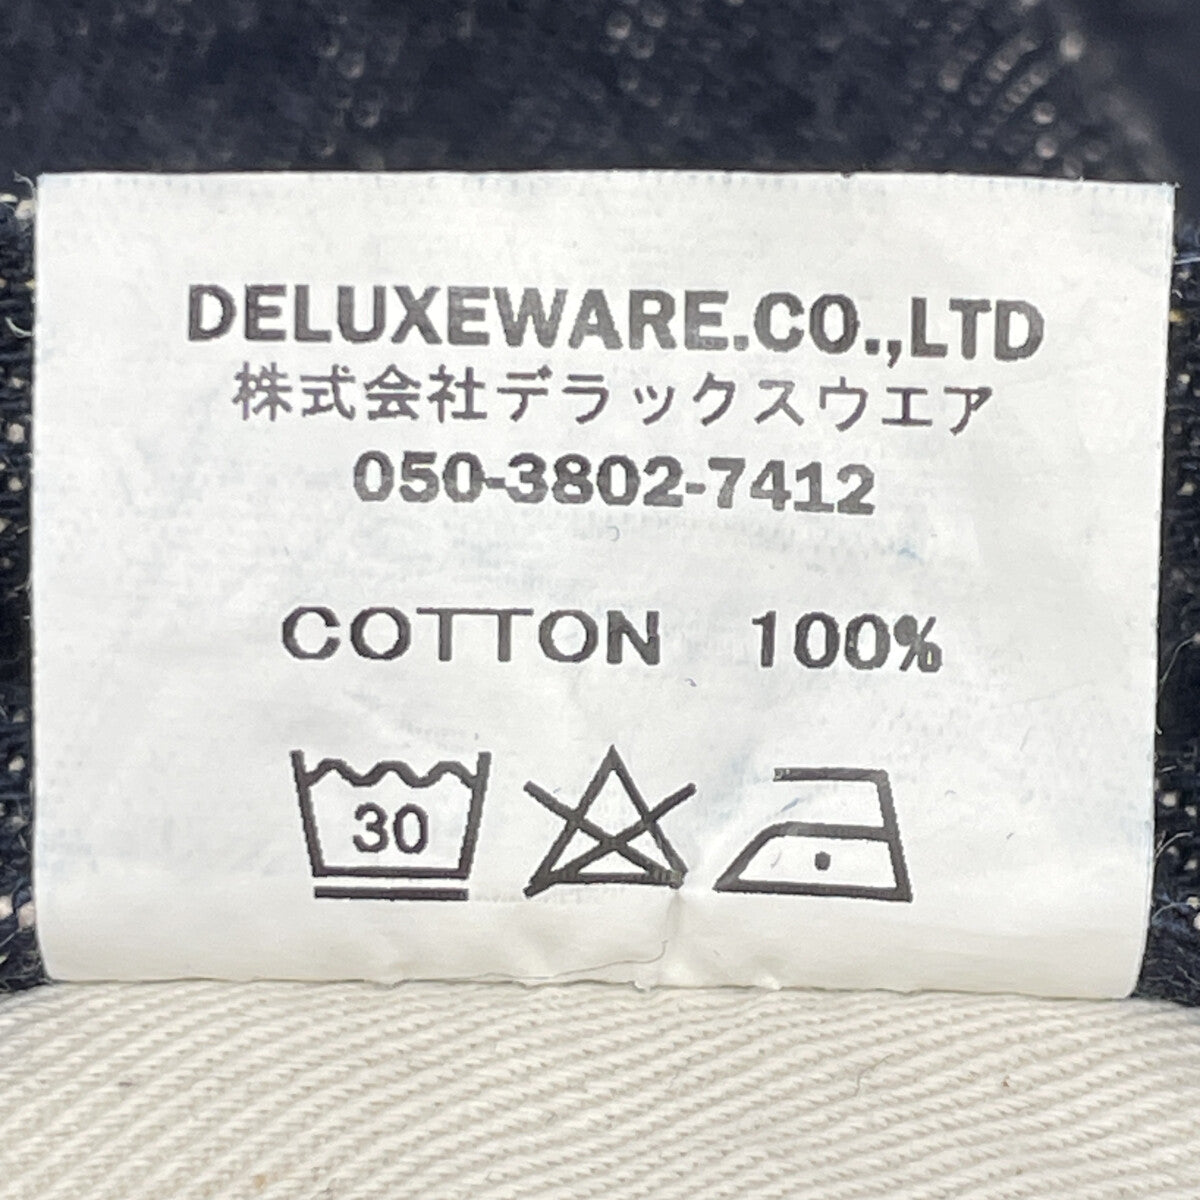 DELUXEWARE.CO.,LTD
株式会社デラックスウエア
050-3802-7412
COTTON 100%
30